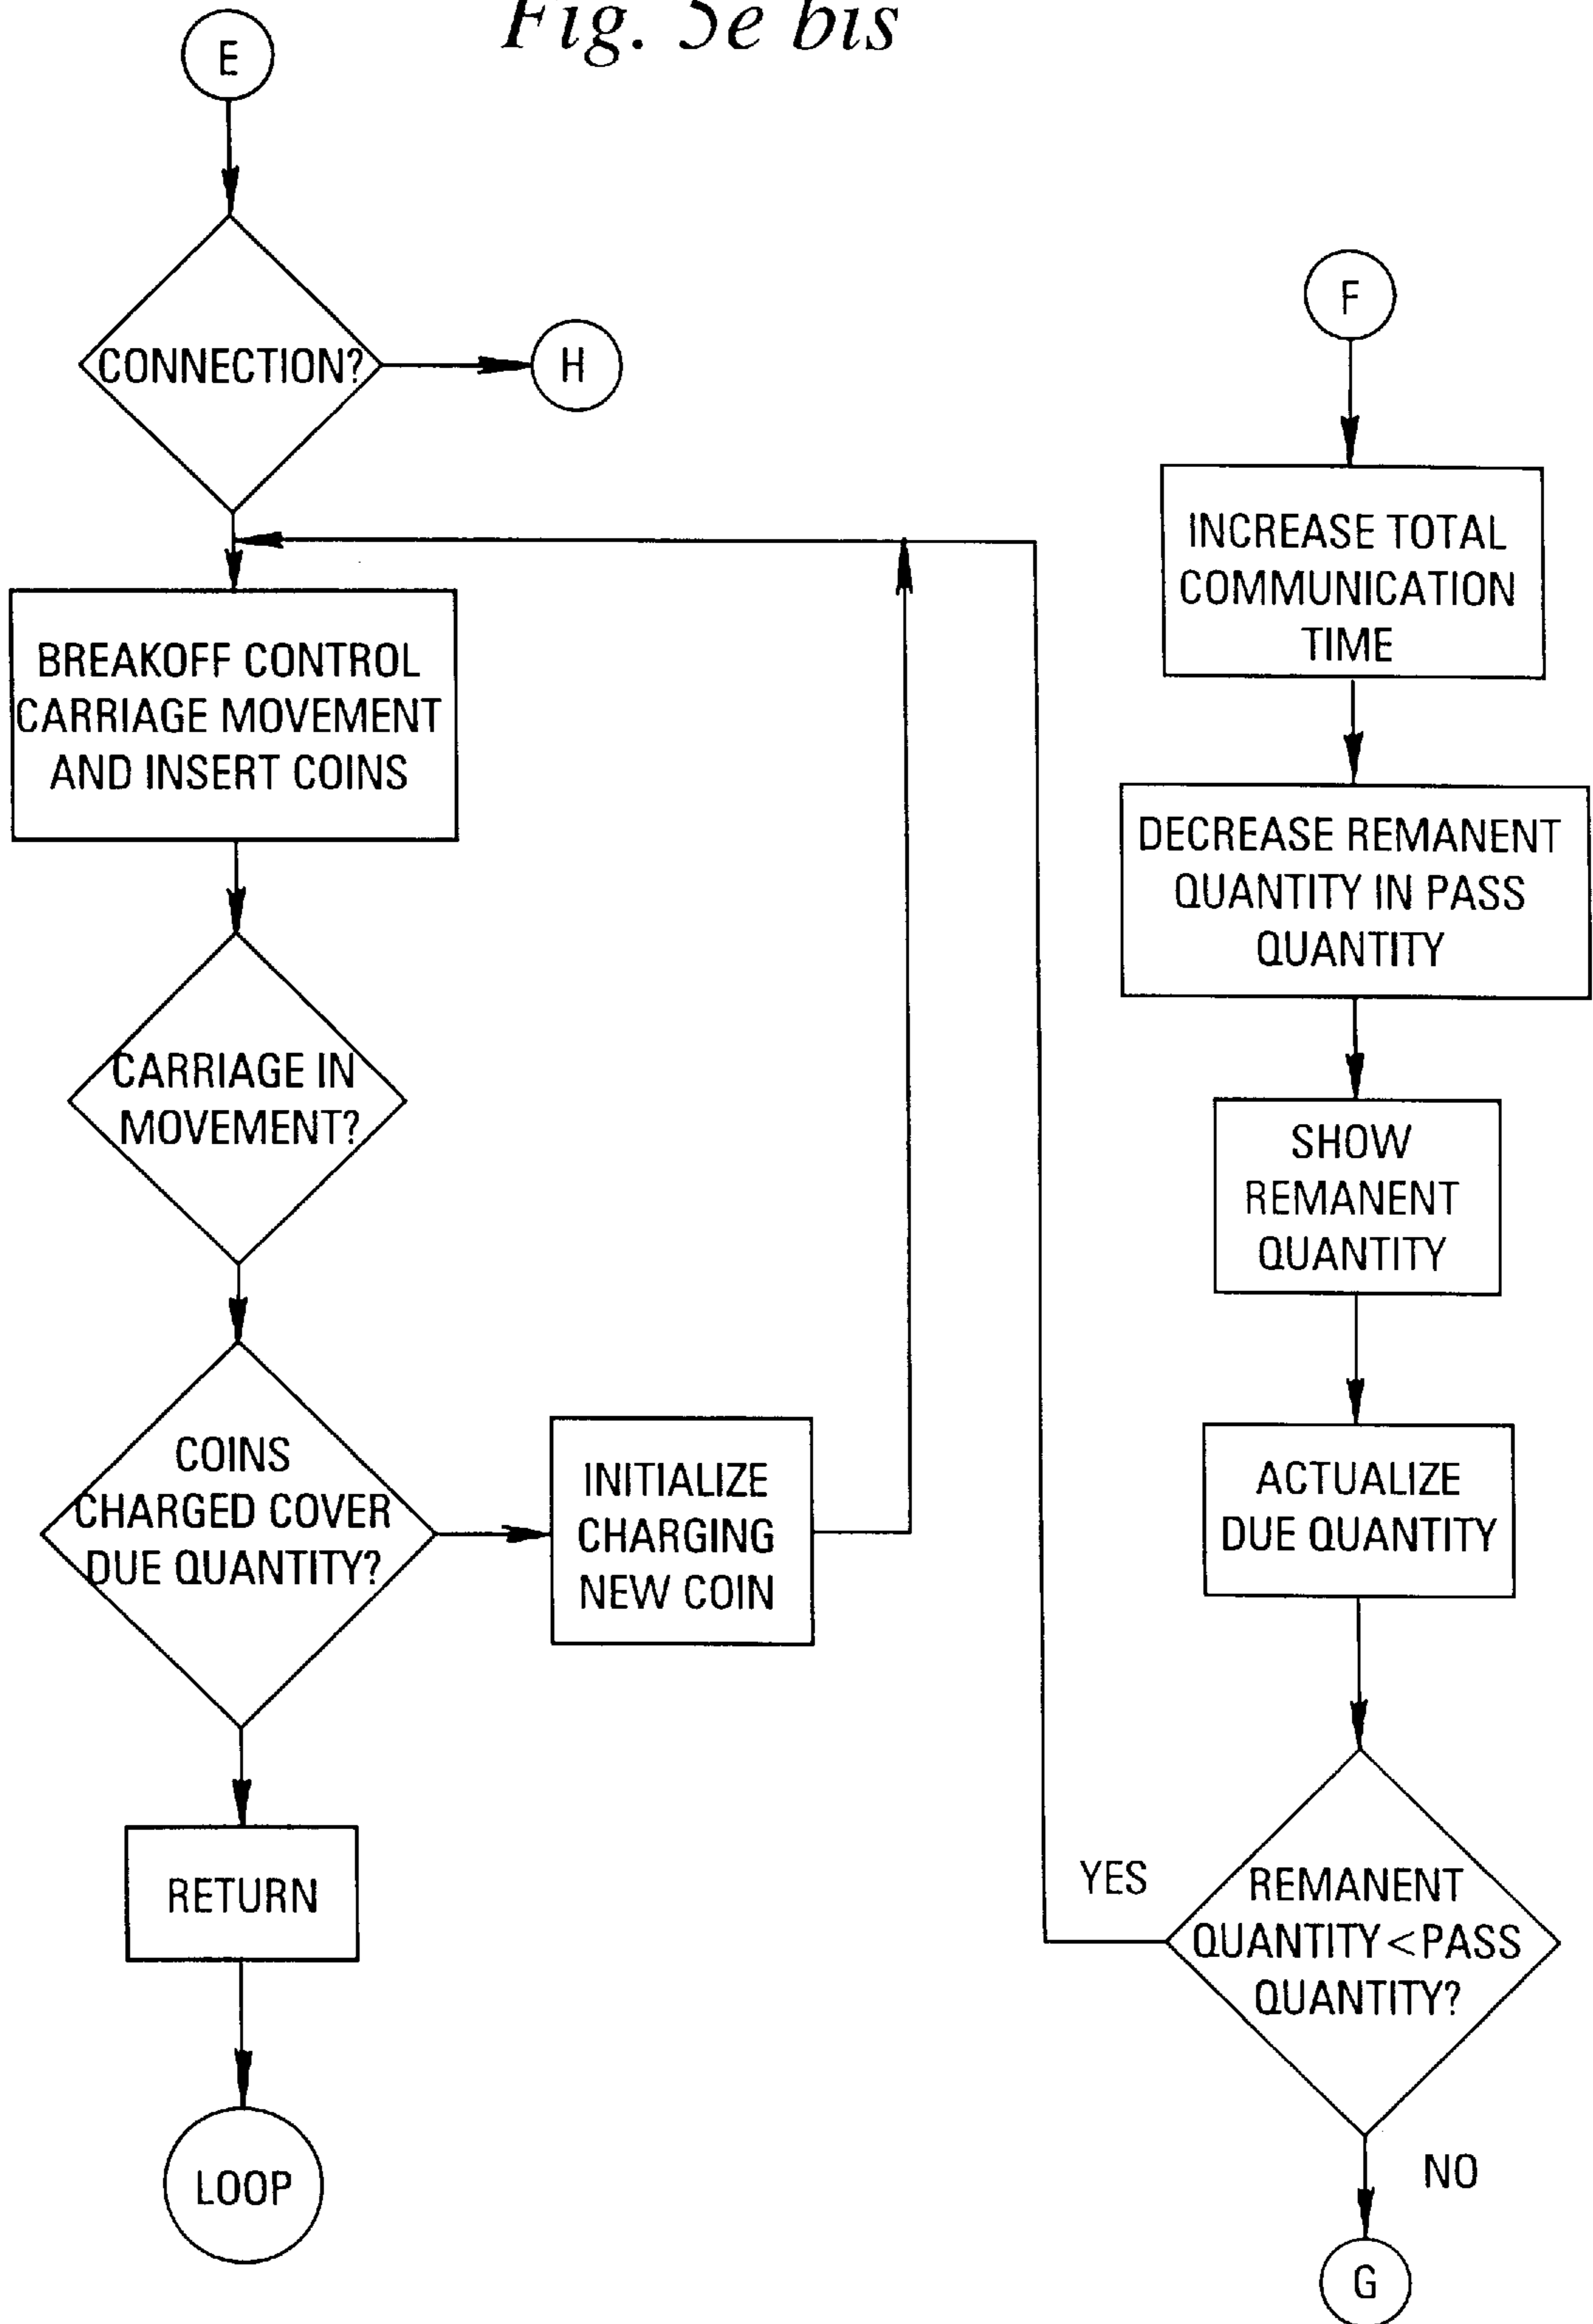 Fig. 5e bis
E
CONNECTION?
H
BREAKOFF CONTROL
CARRIAGE MOVEMENT
AND INSERT COINS
CARRIAGE IN
MOVEMENT?
COINS
CHARGED COVER
DUE QUANTITY?
INITIALIZE
CHARGING
NEW COIN
RETURN
LOOP
F
INCREASE TOTAL
COMMUNICATION
TIME
DECREASE REMANENT
QUANTITY IN PASS
QUANTITY
SHOW
REMANENT
QUANTITY
ACTUALIZE
DUE QUANTITY
YES
REMANENT
QUANTITY<PASS
QUANTITY?
NO
G